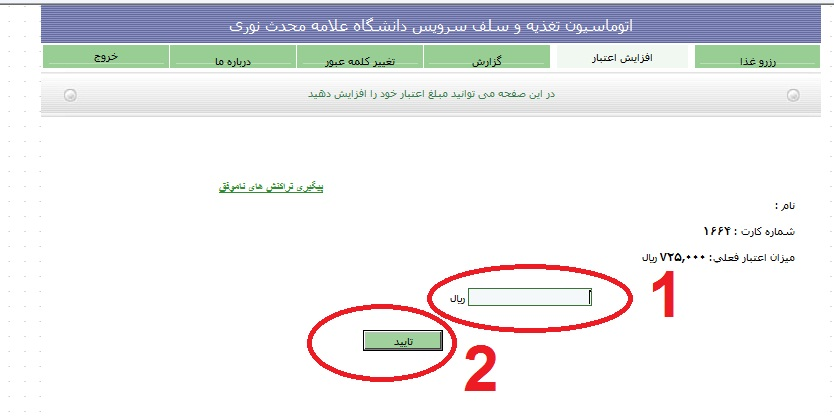 اتوماسیون تغذیه و سلف سرویس دانشگاه علامه محدث نوری
رزرو غذا افزایش اعتبار گزارش تغییر کلمه عبور درباره ما خروج
در این صفحه می توانید مبلغ اعتبار خود را افزایش دهید
پیگیری تراکنش های ناموفق
نام :
شماره کارت : ۱۶۶۴
میزان اعتبار فعلی: ۷۲۵,۰۰۰ ریال
ریال 1
تایید 2